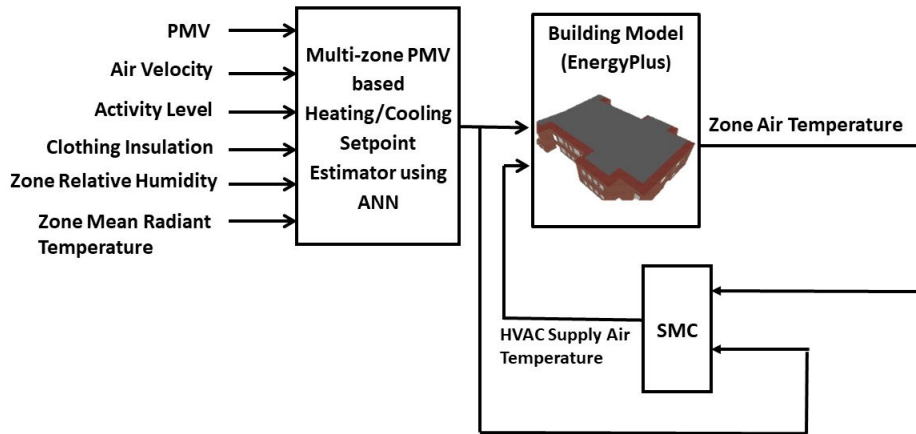 PMV
Air Velocity
Activity Level
Clothing Insulation
Zone Relative Humidity
Zone Mean Radiant
Temperature
Multi-zone PMV
based
Heating/Cooling
Setpoint
Estimator using
ANN
Building Model
(EnergyPlus)
Zone Air Temperature
SMC
HVAC Supply Air
Temperature